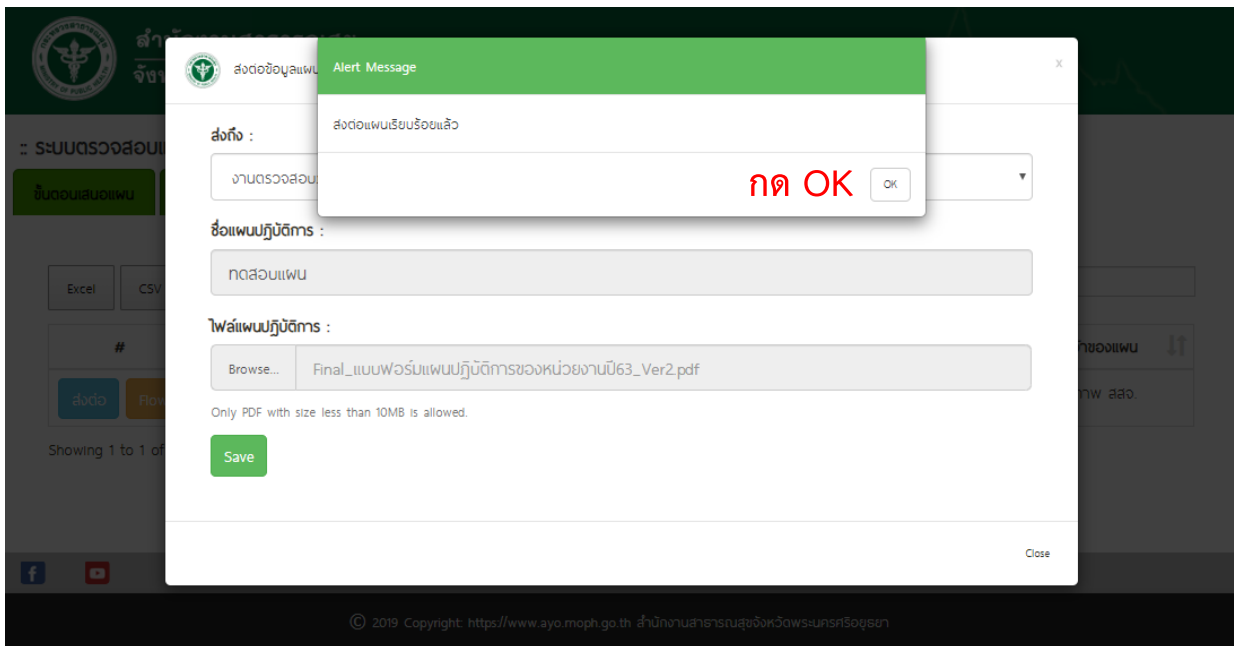 ส่งต่อข้อมูลแผน
Alert Message
x
ส่งต่อแผนเรียบร้อยแล้ว
กด OK
OK
ส่งถึง :
:: ระบบตรวจสอบ
งานตรวจสอบ
ขั้นตอนเสนอแผน
ชื่อแผนปฏิบัติการ :
ทดสอบแผน
Excel
CSV
ไฟล์แผนปฏิบัติการ :
#
ของแผน
Browse...
Final_แบบฟอร์มแผนปฏิบัติการของหน่วยงานปี63_Ver2.pdf
ส่งต่อ
Flow
ภาพ สสจ.
Only PDF with size less than 10MB is allowed.
Showing 1 to 1 of
Save
Close
© 2019 Copyright: https://www.ayo.moph.go.th สำนักงานสาธารณสุขจังหวัดพระนครศรีอยุธยา